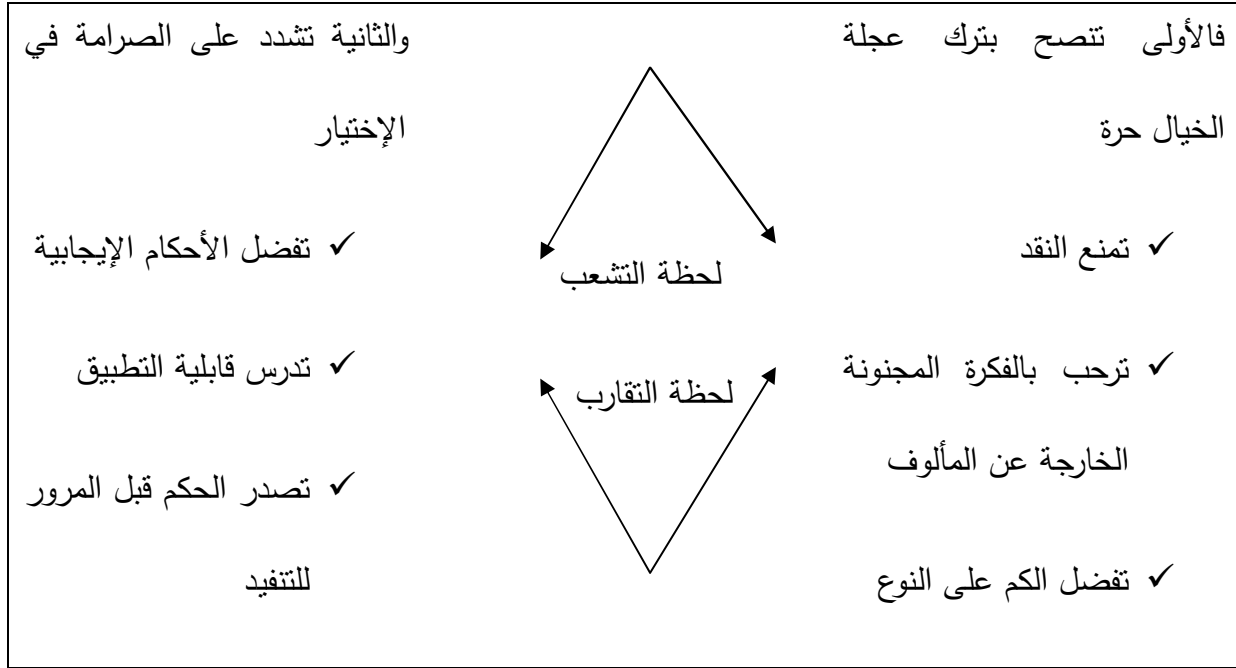 فالأولى تنصح بترك عجلة
الخيال حرة
✓ تمنع النقد
✓ ترحب بالفكرة المجنونة
الخارجة عن المألوف
✓ تفضل الكم على النوع
لحظة التشعب
لحظة التقارب
والثانية تشدد على الصرامة في
الإختيار
✓ تفضل الأحكام الإيجابية
✓ تدرس قابلية التطبيق
✓ تصدر الحكم قبل المرور
للتنفيد